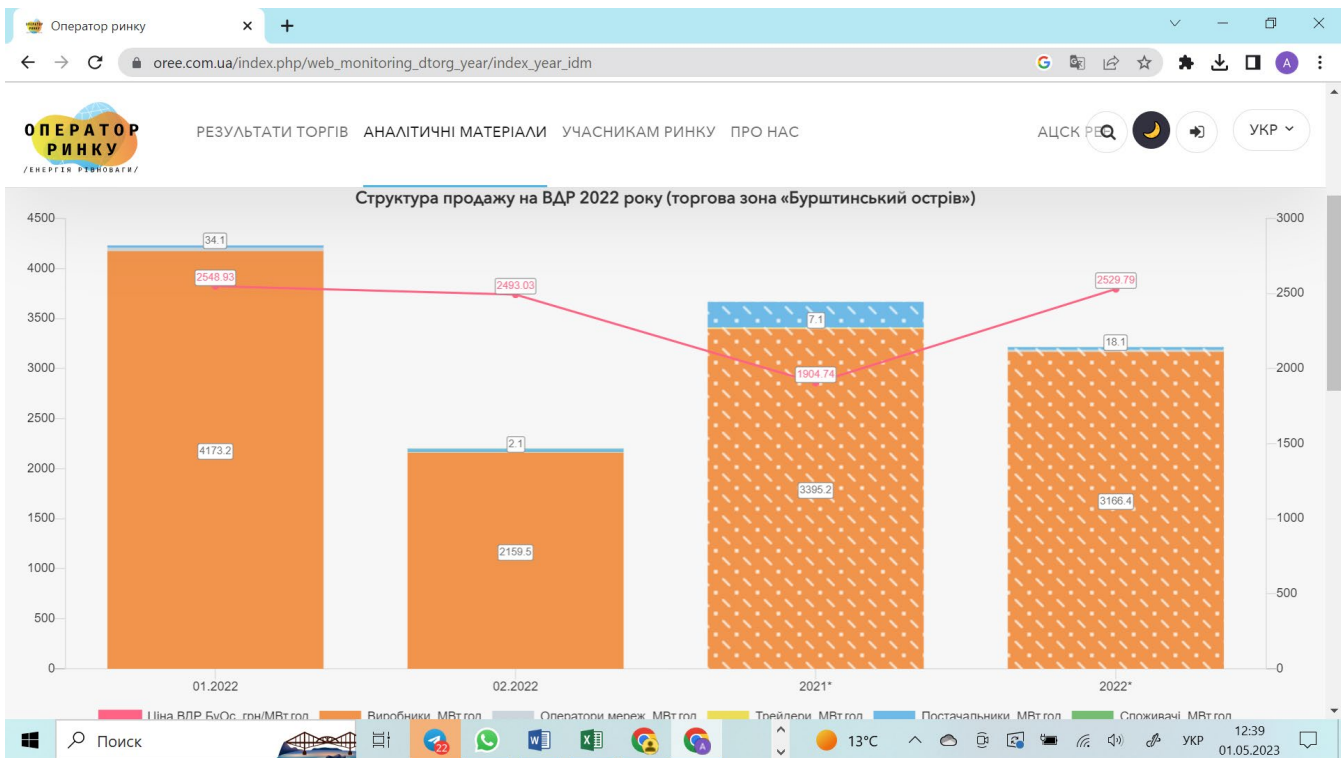 Оператор ринку
oree.com.ua/index.php/web_monitoring_dtorg_year/index_year_idm
A
ОПЕРАТОР
РИНКУ
/ЕНЕРГІЯ РІВНОВАГИ/
РЕЗУЛЬТАТИ ТОРГІВ АНАЛІТИЧНІ МАТЕРІАЛИ УЧАСНИКАМ РИНКУ ПРО НАС
АЦСК
УКР
Структура продажу на ВДР 2022 року (торгова зона «Бурштинський острів»)
4500
4000
3500
3000
2500
2000
1500
1000
500
0
34.1
2548.93
4173.2
2493.03
2.1
2159.5
7.1
1904.74
3395.2
2529.79
18.1
3166.4
3000
2500
2000
1500
1000
500
0
01.2022 02.2022 2021* 2022*
Ціна ВДР БуОс, грн/МВт.год Виробники, МВт.год Оператори мереж, МВт.год Трейдери, МВт.год Постачальники, МВт.год Споживачі, МВт.год
Поиск
22
13°C
УКР
12:39
01.05.2023